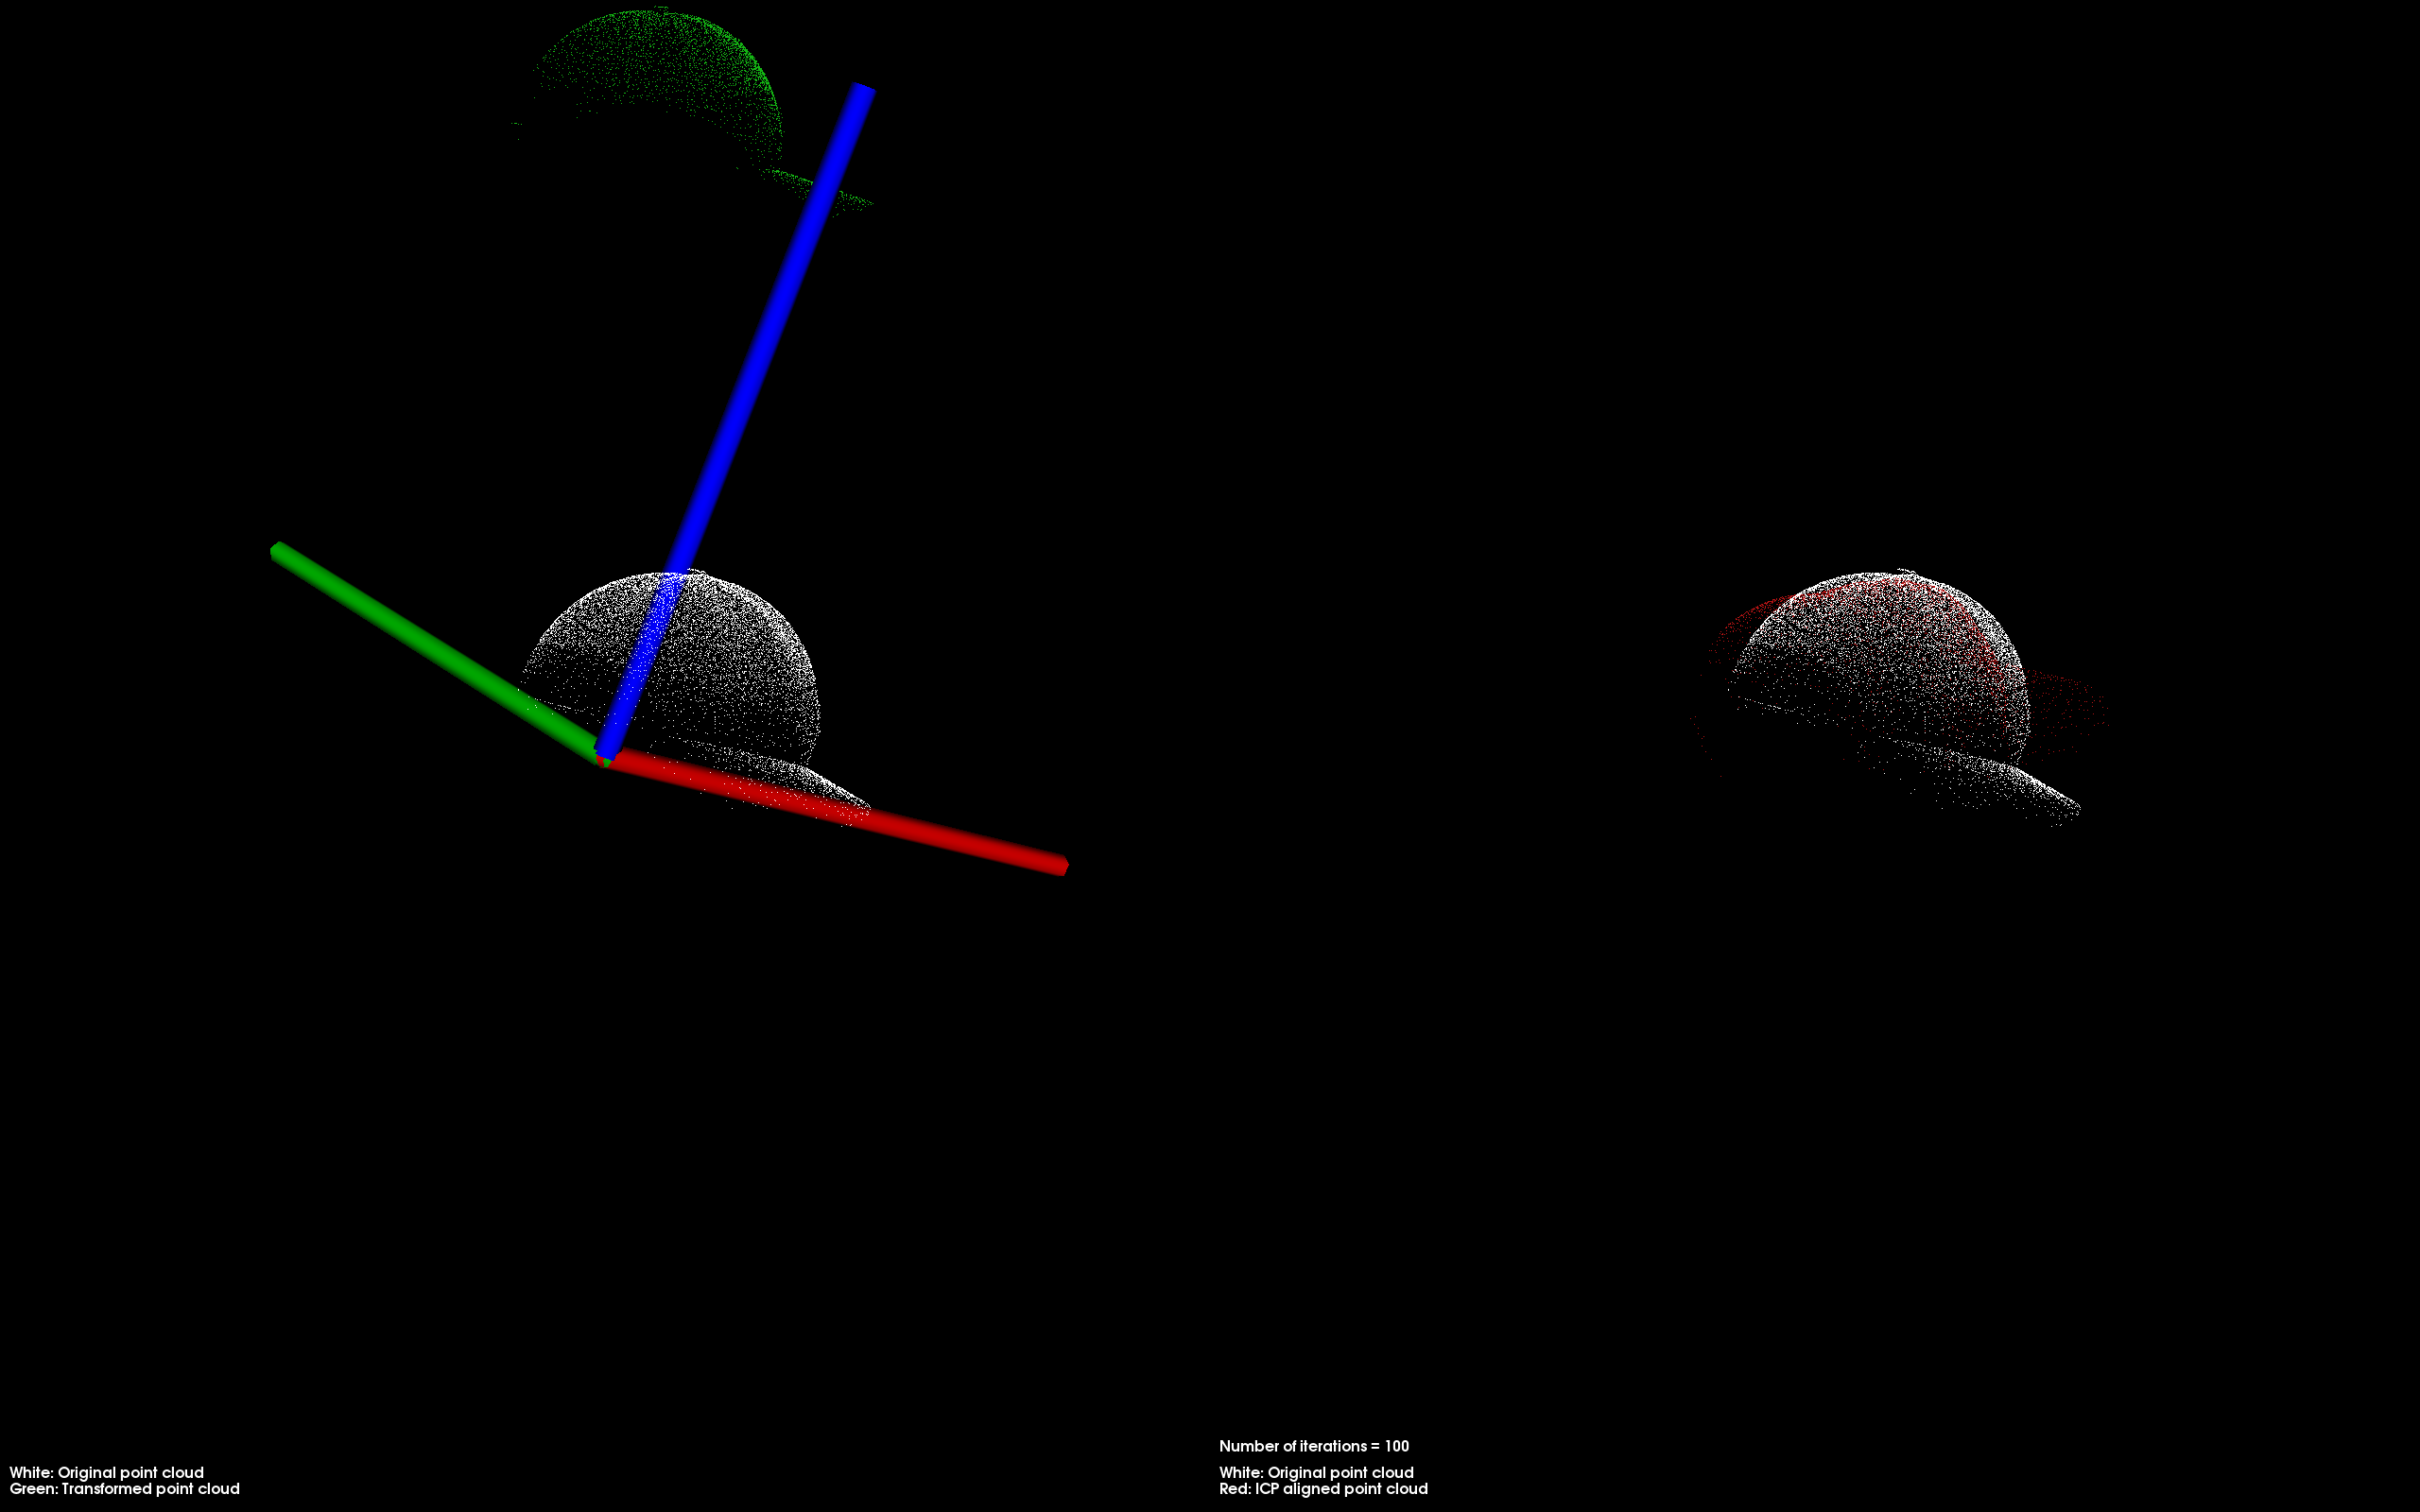 White: Original point cloud
Green: Transformed point cloud
Number of iterations = 100
White: Original point cloud
Red: ICP aligned point cloud